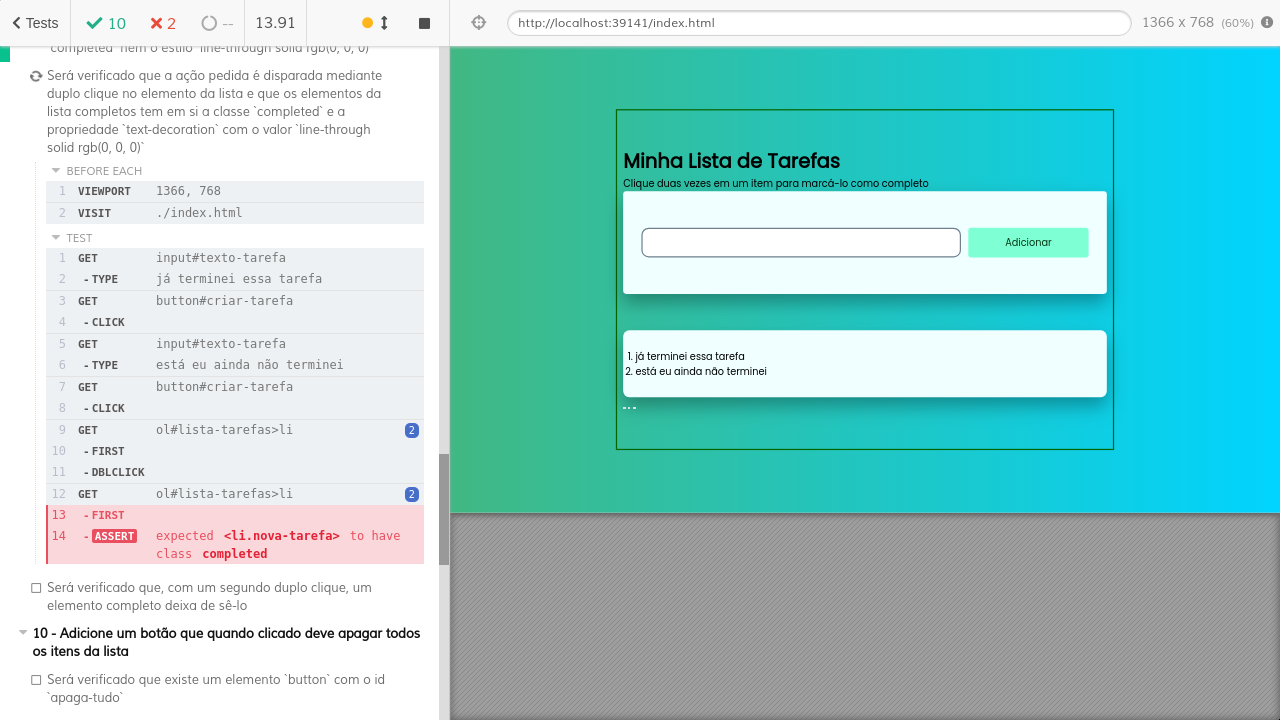 Tests
10
2
--
13.91
http://localhost:39141/index.html
1366 x 768 (60%)
`completed` nem o estilo `line-through solid rgb(0, 0, 0)`
Será verificado que a ação pedida é disparada mediante
duplo clique no elemento da lista e que os elementos da
lista completos tem em si a classe `completed` e a
propriedade `text-decoration` com o valor `line-through
solid rgb(0, 0, 0)`
BEFORE EACH
1 VIEWPORT 1366, 768
2 VISIT ./index.html
TEST
1 GET input#texto-tarefa
2 -TYPE já terminei essa tarefa
3 GET button#criar-tarefa
4 -CLICK
5 GET input#texto-tarefa
6 -TYPE está eu ainda não terminei
7 GET button#criar-tarefa
8 -CLICK
9 GET ol#lista-tarefas>li 2
10 -FIRST
11 -DBLCLICK
12 GET ol#lista-tarefas>li 2
13 -FIRST
14 -ASSERT expected <li.nova-tarefa> to have
class completed
Será verificado que, com um segundo duplo clique, um
elemento completo deixa de sê-lo
10 - Adicione um botão que quando clicado deve apagar todos
os itens da lista
Será verificado que existe um elemento `button` com o id
`apaga-tudo`
Minha Lista de Tarefas
Clique duas vezes em um item para marcá-lo como completo
Adicionar
1. já terminei essa tarefa
2. está eu ainda não terminei